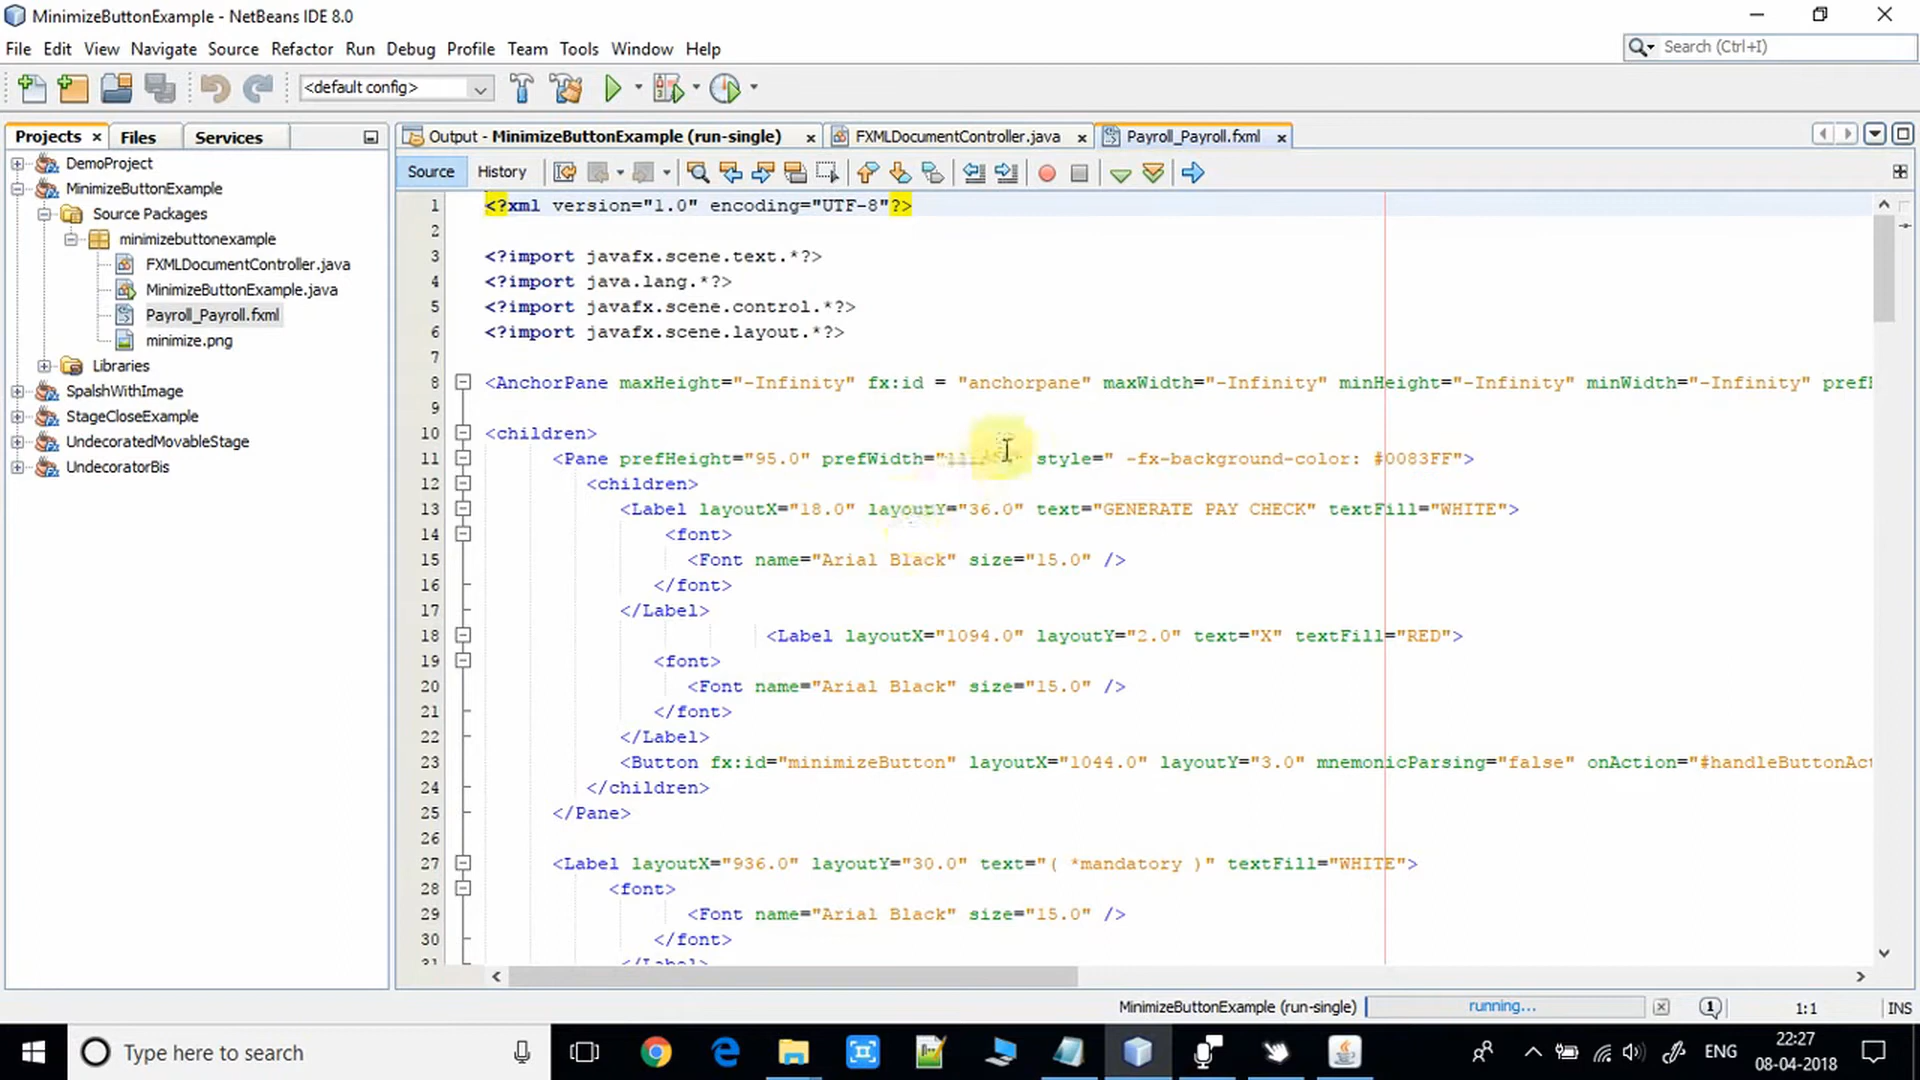 MinimizeButtonExample - NetBeans IDE 8.0
File Edit View Navigate Source Refactor Run Debug Profile Team Tools Window Help
Search (Ctrl+I)
<default config>
Projects × Files Services
Output - MinimizeButtonExample (run-single) × FXMLDocumentController.java × Payroll_Payroll.fxml ×
Source History
DemoProject
MinimizeButtonExample
Source Packages
minimizebuttonexample
FXMLDocumentController.java
MinimizeButtonExample.java
Payroll_Payroll.fxml
minimize.png
Libraries
SpalshWithImage
StageCloseExample
UndecoratedMovableStage
UndecoratorBis
1 <?xml version="1.0" encoding="UTF-8"?>
2
3 <?import javafx.scene.text.*?>
4 <?import java.lang.*?>
5 <?import javafx.scene.control.*?>
6 <?import javafx.scene.layout.*?>
7
8 <AnchorPane maxHeight="-Infinity" fx:id = "anchorpane" maxWidth="-Infinity" minHeight="-Infinity" minWidth="-Infinity" pref
9
10 <children>
11 <Pane prefHeight="95.0" prefWidth=" style=" -fx-background-color: #0083FF">
12 <children>
13 <Label layoutX="18.0" layoutY="36.0" text="GENERATE PAY CHECK" textFill="WHITE">
14 <font>
15 <Font name="Arial Black" size="15.0" />
16 </font>
17 </Label>
18 <Label layoutX="1094.0" layoutY="2.0" text="X" textFill="RED">
19 <font>
20 <Font name="Arial Black" size="15.0" />
21 </font>
22 </Label>
23 <Button fx:id="minimizeButton" layoutX="1044.0" layoutY="3.0" mnemonicParsing="false" onAction="#handleButtonAct
24 </children>
25 </Pane>
26
27 <Label layoutX="936.0" layoutY="30.0" text="( *mandatory )" textFill="WHITE">
28 <font>
29 <Font name="Arial Black" size="15.0" />
30 </font>
31 </Label>
MinimizeButtonExample (run-single) running... 1 1:1 INS
Type here to search
ENG
22:27
08-04-2018